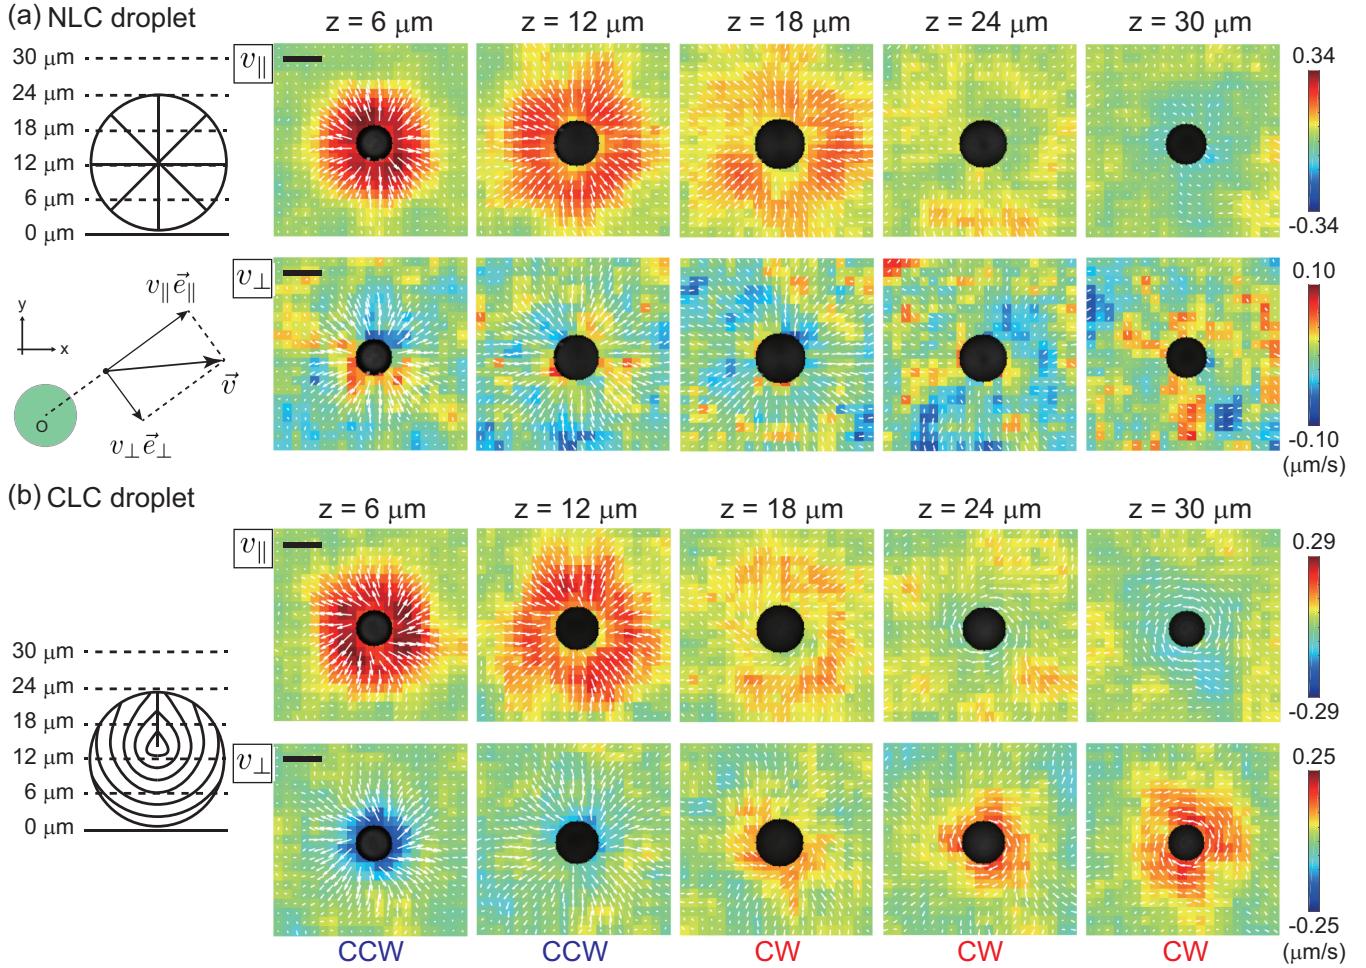 (a) NLC droplet
z = 6 μm
z = 12 μm
z = 18 μm
z = 24 μm
z = 30 μm
30 μm
24 μm
18 μm
12 μm
6 μm
0 μm
v∥
0.34
-0.34
y
x
O
v∥e⃗∥
v⃗
v⊥e⃗⊥
v⊥
0.10
-0.10
(μm/s)
(b) CLC droplet
z = 6 μm
z = 12 μm
z = 18 μm
z = 24 μm
z = 30 μm
30 μm
24 μm
18 μm
12 μm
6 μm
0 μm
v∥
0.29
-0.29
v⊥
0.25
-0.25
(μm/s)
CCW
CCW
CW
CW
CW